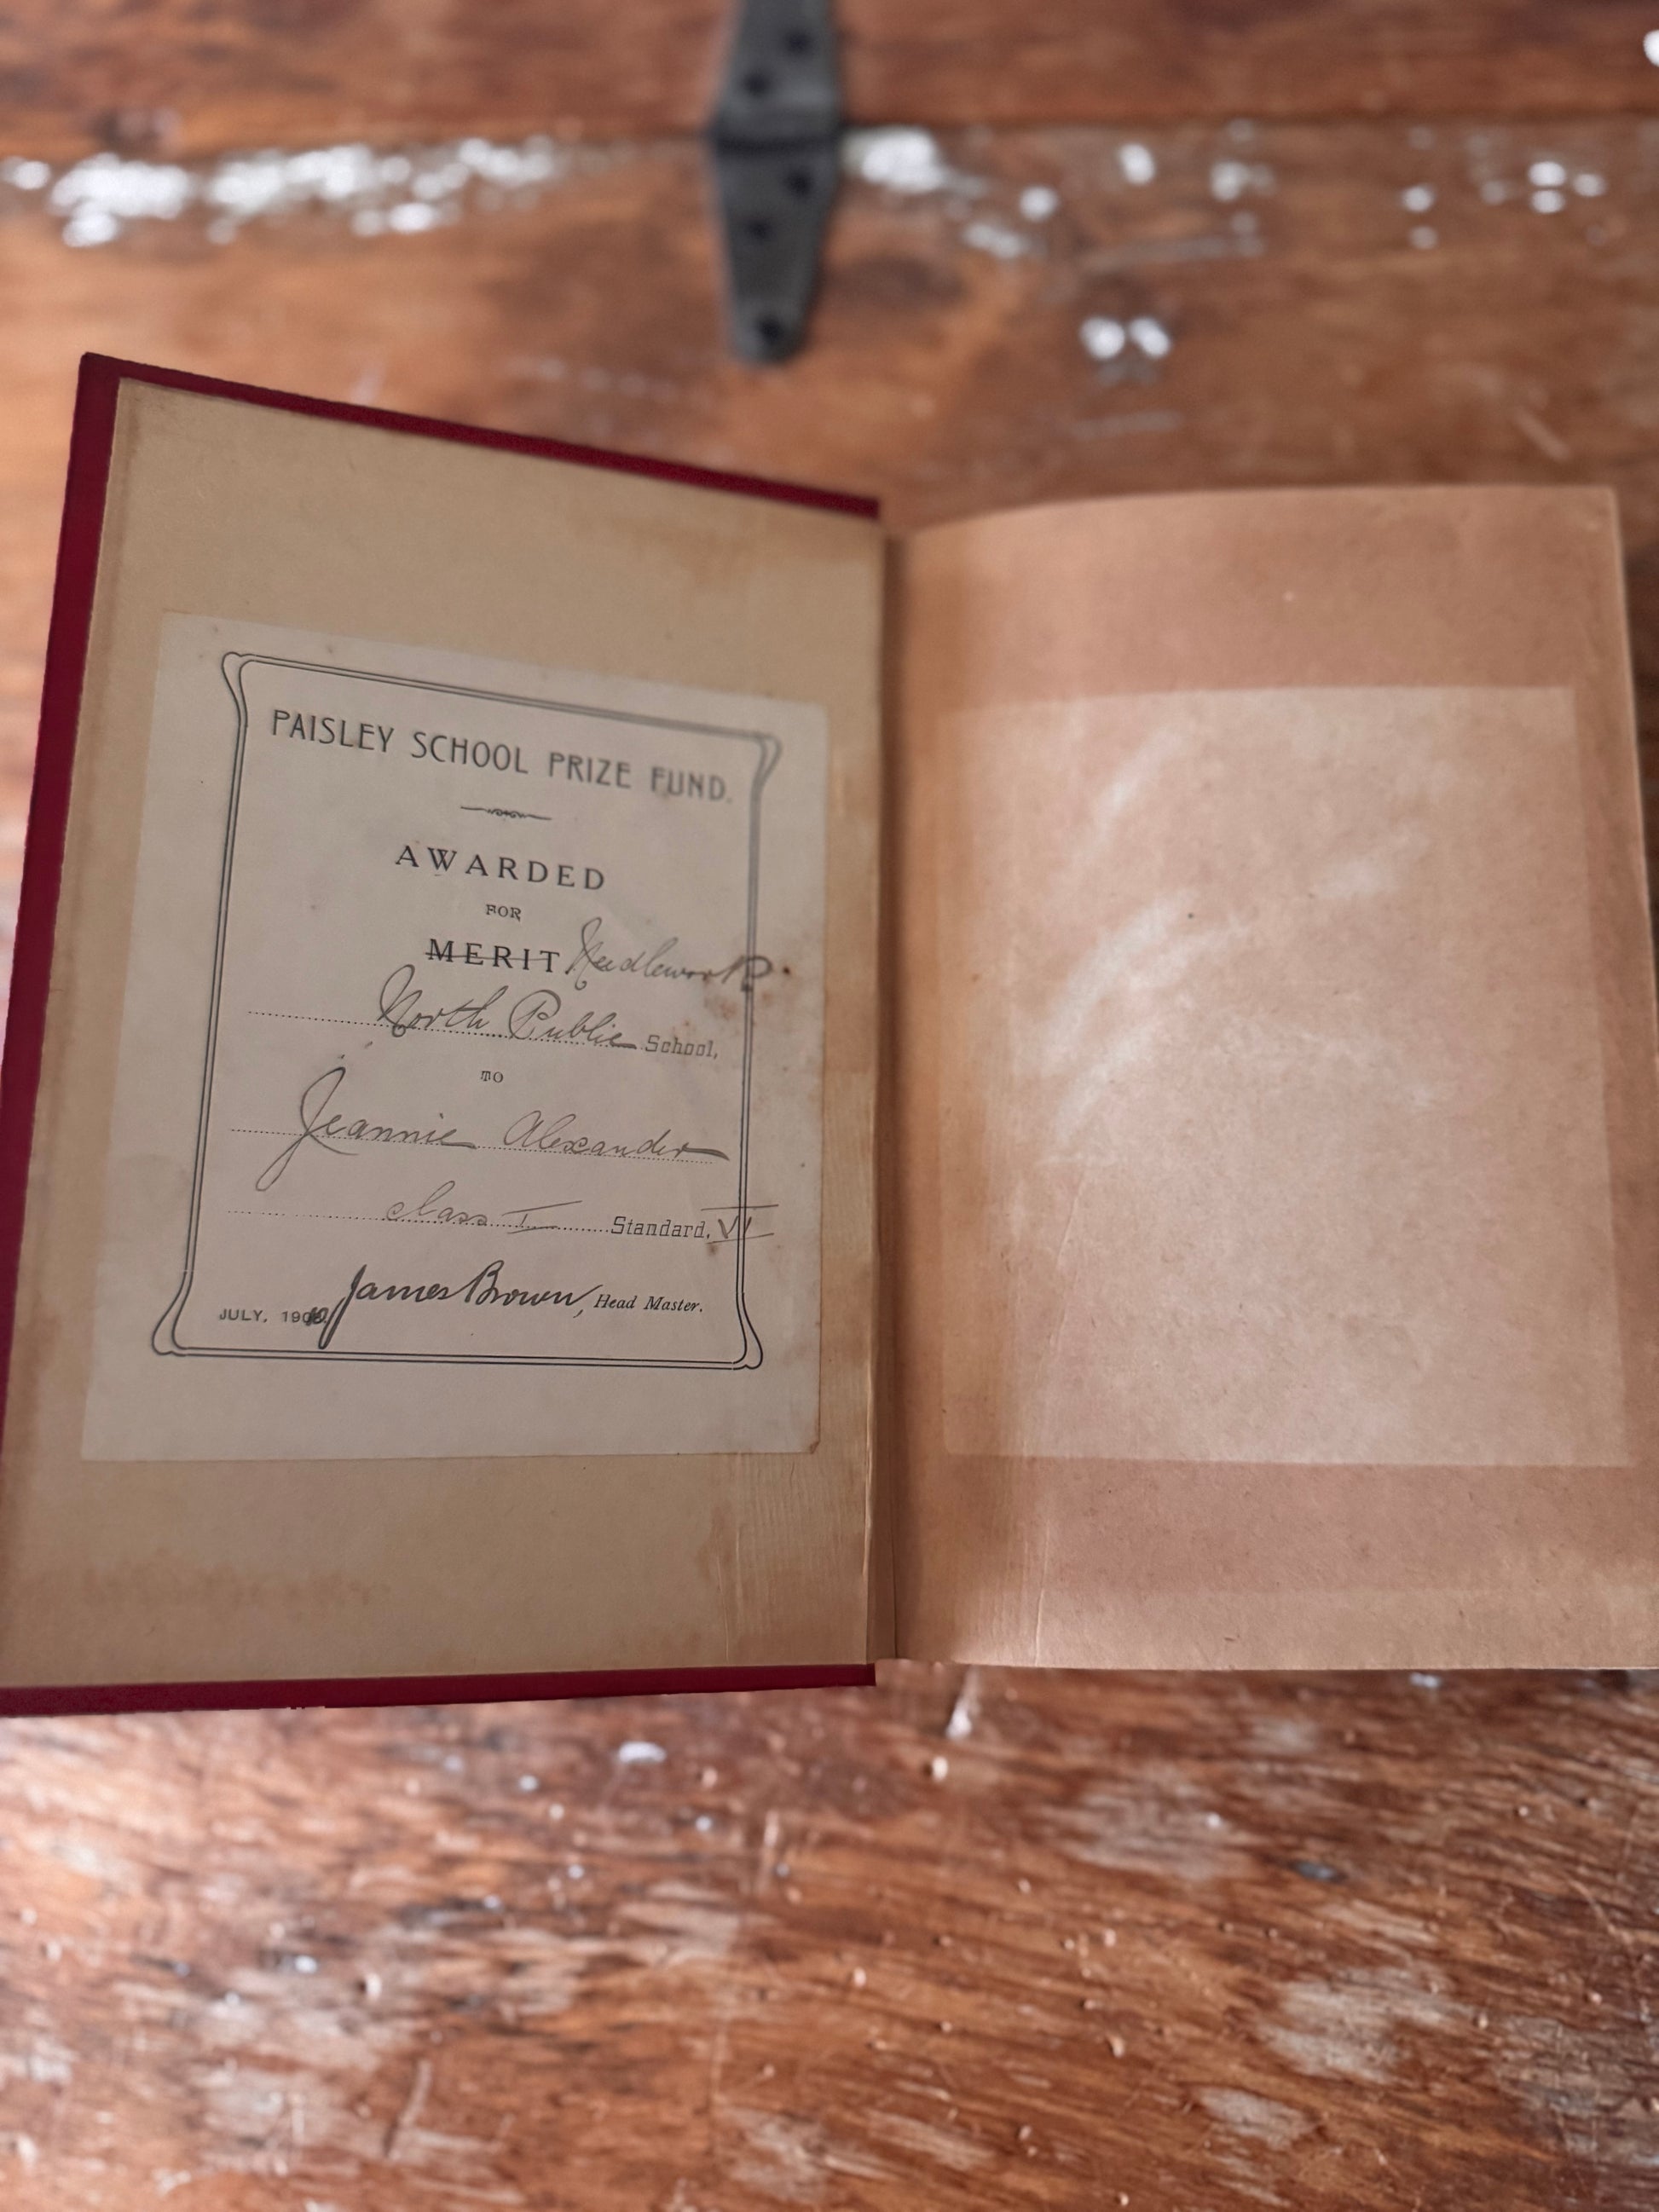 PAISLEY SCHOOL PRIZE FUND.
AWARDED
FOR
MERIT Needlework
North Public School,
TO
Jeannie Alexander
class I Standard, VI
James Brown, Head Master.
JULY,